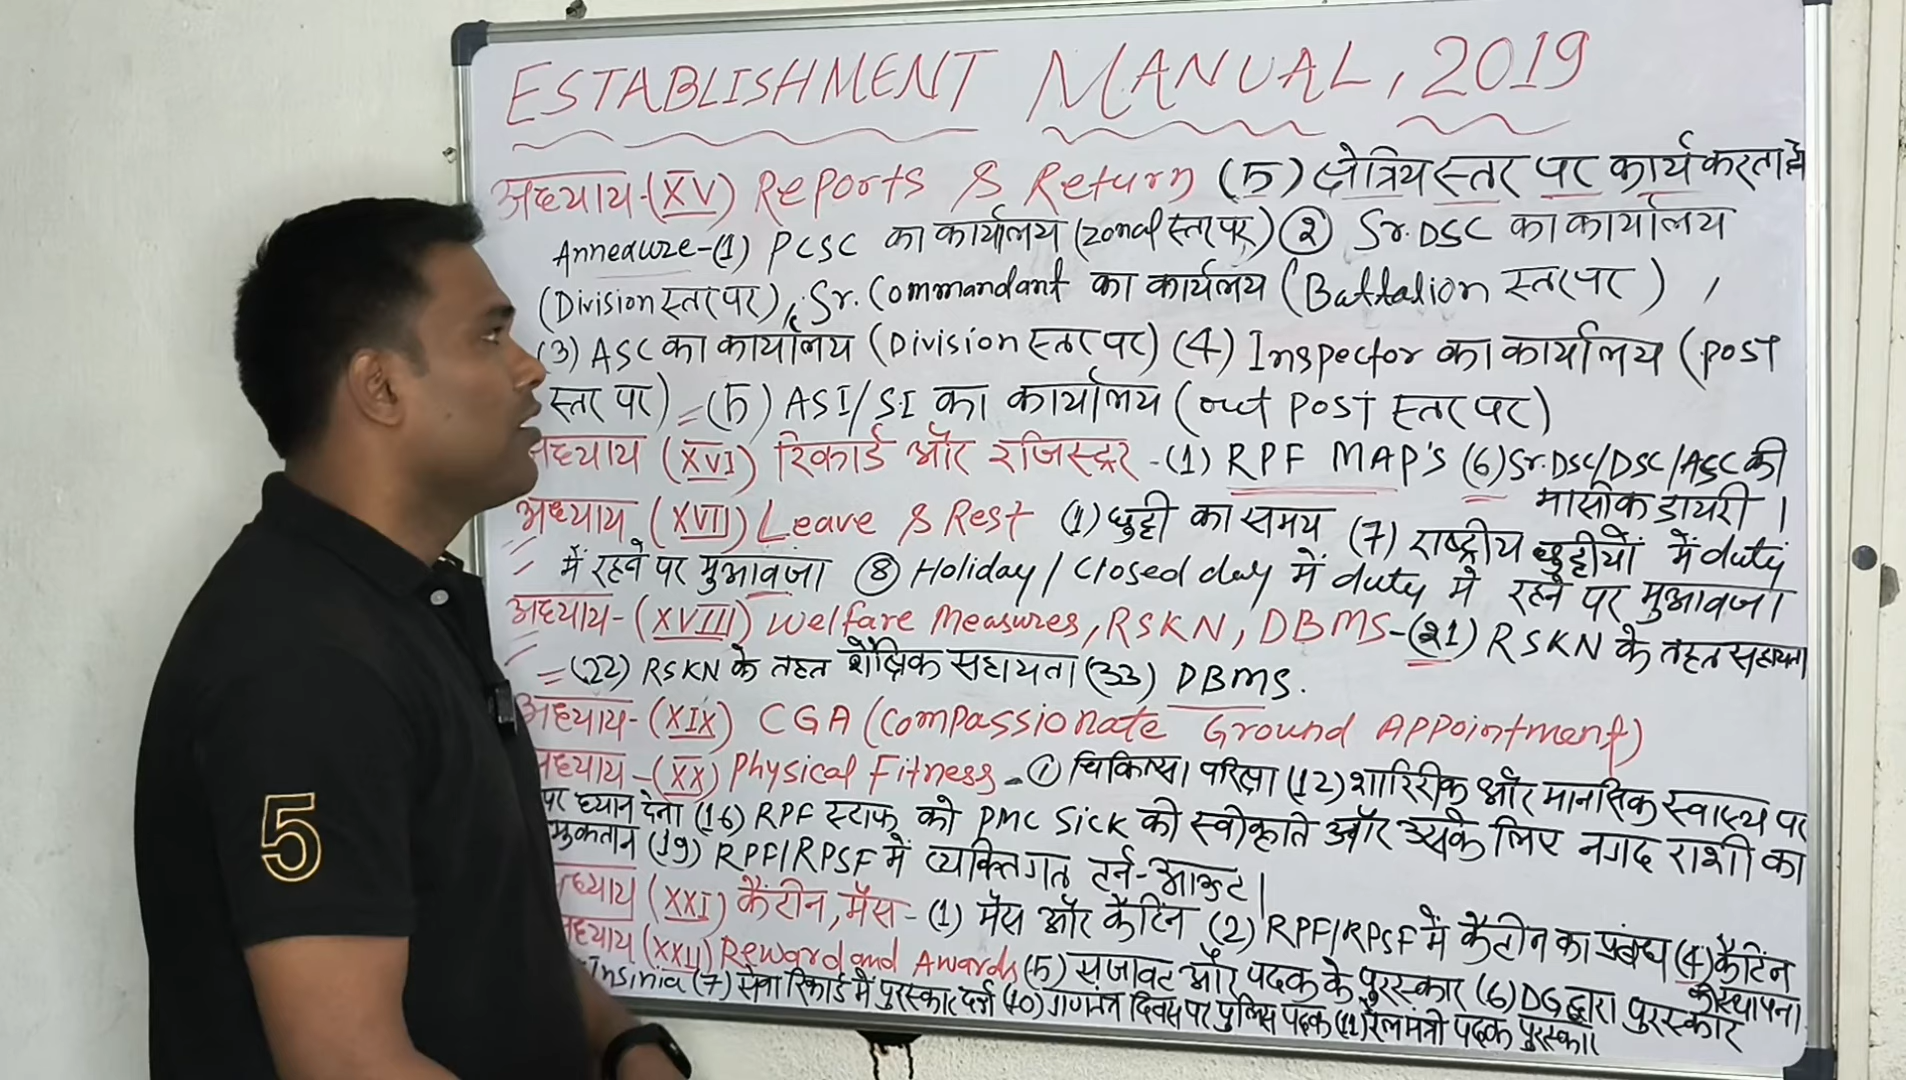 ESTABLISHMENT MANUAL, 2019
अध्याय-(XV) Reports & Return (5) क्षेत्रिय स्तर पर कार्य करता है
Annexure-(1) PCSC का कार्यालय (zonal स्तर पर) (2) Sr. DSC का कार्यालय
(Division स्तर पर), Sr. Commandant का कार्यलय (Battalion स्तर पर) ,
(3) ASC का कार्यालय (Division स्तर पर) (4) Inspector का कार्यालय (post
स्तर पर) (5) ASI/SI का कार्यालय (out post स्तर पर)
अध्याय (XVI) रिकार्ड और रजिस्टर -(1) RPF MAP'S (6) Sr.DSC/DSC/ASC की
मासीक डायरी ।
अध्याय (XVII) Leave & Rest (1) छुट्टी का समय (7) राष्ट्रीय छुट्टीयों में duty
में रहने पर मुआवजा (8) Holiday/closed day में duty में रहने पर मुआवजा
अध्याय-(XVIII) Welfare Measures, RSKN, DBMS-(21) RSKN के तहत सहायता
=(22) RSKN के तहत शैक्षिक सहायता (33) DBMS.
अध्याय-(XIX) CGA (Compassionate Ground Appointment)
ध्याय-(XX) Physical Fitness - (1) चिकित्सा परिक्षा (12) शारिरीक और मानसिक स्वास्थ्य पर
पर ध्यान देना (16) RPF स्टाफ को PMC Sick की स्वीकृति और उसके लिए नगद राशी का
भुकतान (19) RPF/RPSF में व्यक्तिगत टर्न-आऊट ।
ध्याय (XXI) कैंटीन, मेंस - (1) मेंस और कैंटिन (2) RPF/RPSF में कैंटीन का प्रबंध (4) कैंटिन
की स्थापना
ध्याय (XXII) Reward and Awards (5) सजावट और पदक के पुरस्कार (6) DG द्वारा पुरस्कार
Insinia (7) सेवा रिकार्ड में पुरस्कार दर्ज (10) गणतंत्र दिवस पर पुलिस पदक (11) रेलमंत्री पदक पुरस्कार
5